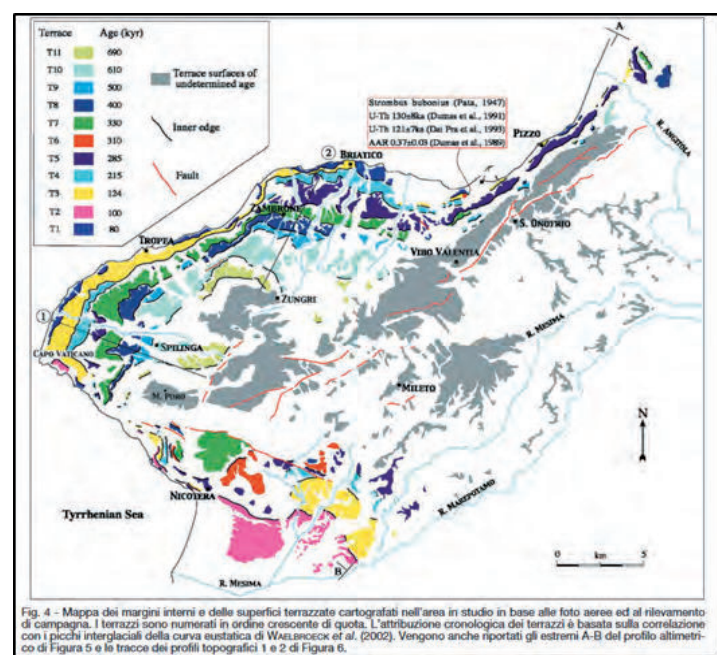 Terrace Age (kyr)
T11 690
T10 610
T9 500
T8 400
T7 330
T6 310
T5 285
T4 215
T3 124
T2 100
T1 80
Terrace surfaces of
undetermized age
Inner edge
Fault
A
Strombus bubonius (Pata, 1947)
U-Th 130±8ka (Dumas et al., 1991)
U-Th 121±7ka (Dai Pra et al., 1993)
AAR 0.37±0.03 (Dumas et al., 1989)
R. ANGITOLA
PIZZO
2
BRIATICO
ZAMBRONE
TROPEA
S. ONOFRIO
VIBO VALENTIA
ZUNGRI
R. MESIMA
1
CAPO VATICANO
SPILINGA
M. PORO
MILETO
N
NICOTERA
R. MAREPOTAMO
Tyrrhenian Sea
R. MESIMA
B
0 km 5
Fig. 4 - Mappa dei margini interni e delle superfici terrazzate cartografati nell'area in studio in base alle foto aeree ed al rilevamento
di campagna. I terrazzi sono numerati in ordine crescente di quota. L'attribuzione cronologica dei terrazzi è basata sulla correlazione
con i picchi interglaciali della curva eustatica di WAELBROECK et al. (2002). Vengono anche riportati gli estremi A-B del profilo altimetri-
co di Figura 5 e le tracce dei profili topografici 1 e 2 di Figura 6.